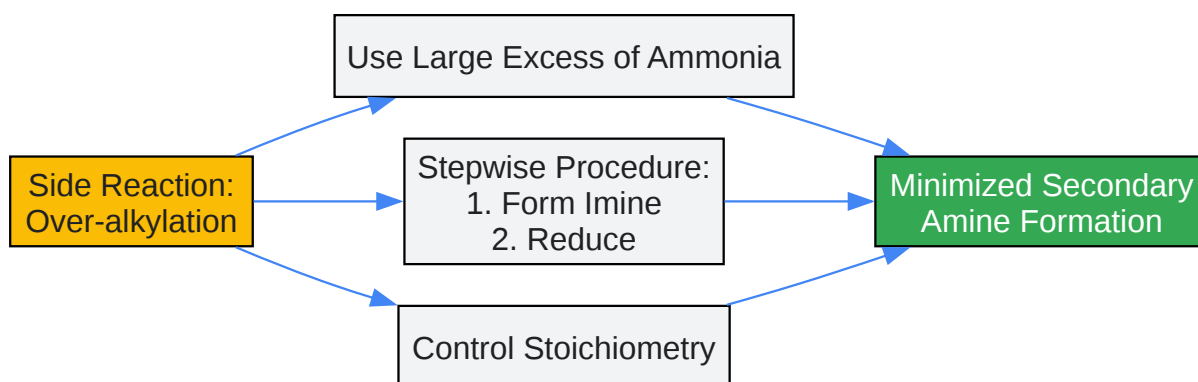 Use Large Excess of Ammonia
Side Reaction:
Over-alkylation
Stepwise Procedure:
1. Form Imine
2. Reduce
Minimized Secondary
Amine Formation
Control Stoichiometry